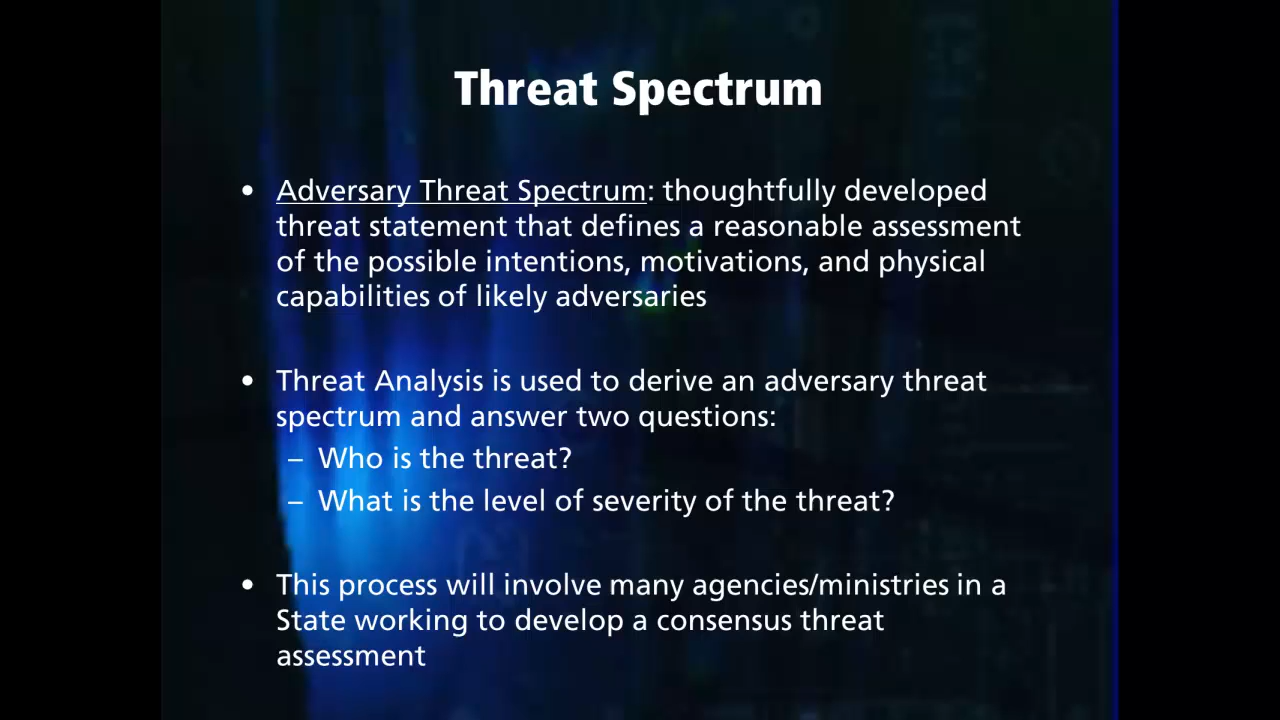 Threat Spectrum
• Adversary Threat Spectrum: thoughtfully developed
threat statement that defines a reasonable assessment
of the possible intentions, motivations, and physical
capabilities of likely adversaries
• Threat Analysis is used to derive an adversary threat
spectrum and answer two questions:
– Who is the threat?
– What is the level of severity of the threat?
• This process will involve many agencies/ministries in a
State working to develop a consensus threat
assessment